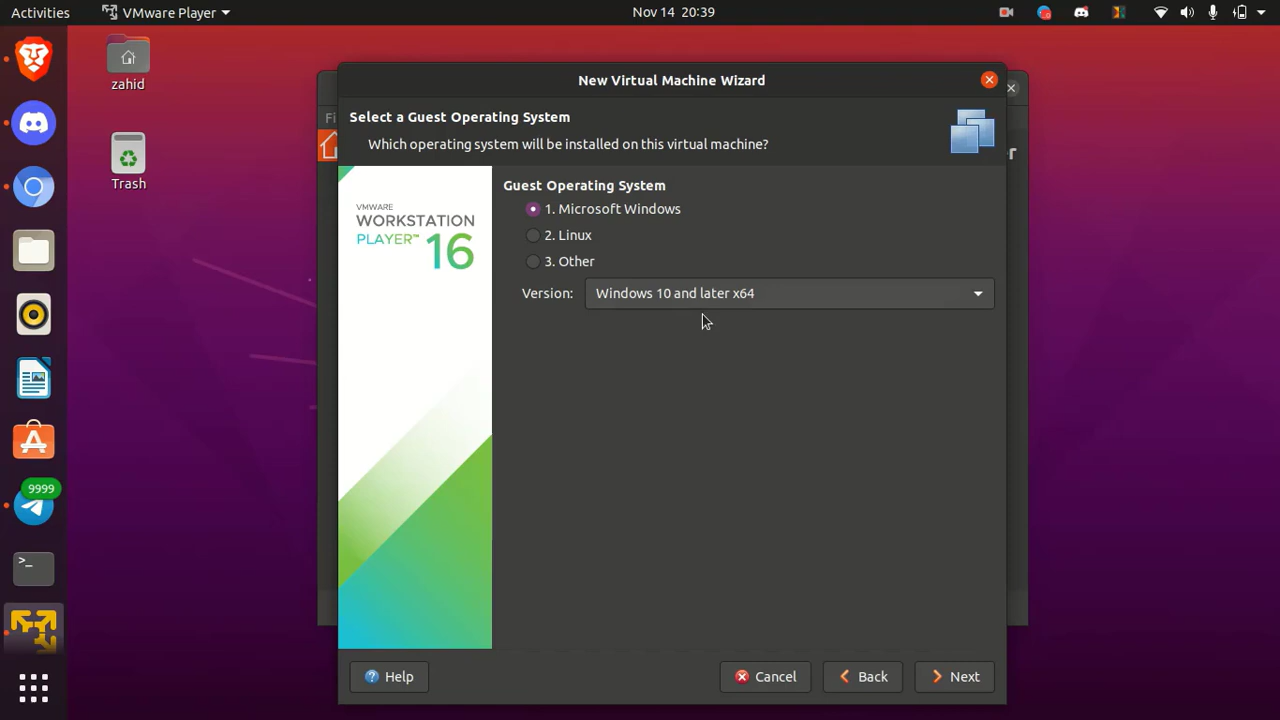 Activities
VMware Player
Nov 14 20:39
zahid
Trash
9999
>_
New Virtual Machine Wizard
Select a Guest Operating System
Which operating system will be installed on this virtual machine?
VMWARE
WORKSTATION
PLAYER™ 16
Guest Operating System
1. Microsoft Windows
2. Linux
3. Other
Version: Windows 10 and later x64
Help
Cancel
Back
Next